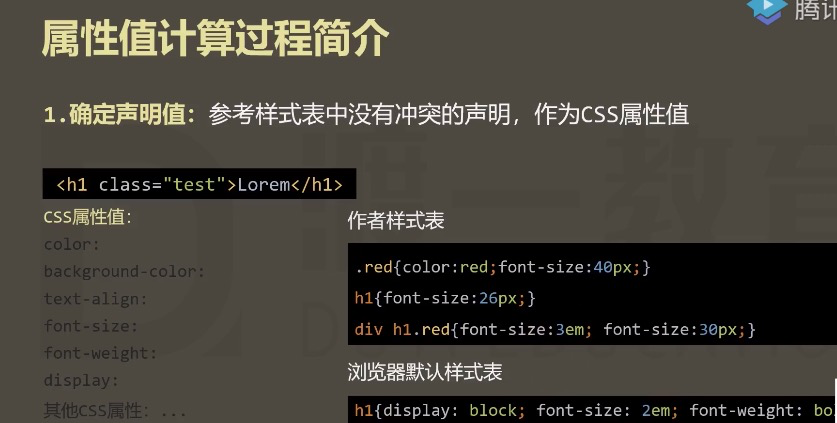 腾讯
属性值计算过程简介
1.确定声明值：参考样式表中没有冲突的声明，作为CSS属性值
<h1 class="test">Lorem</h1>
CSS属性值：
color:
background-color:
text-align:
font-size:
font-weight:
display:
其他CSS属性：...
作者样式表
.red{color:red;font-size:40px;}
h1{font-size:26px;}
div h1.red{font-size:3em; font-size:30px;}
浏览器默认样式表
h1{display: block; font-size: 2em; font-weight: bo